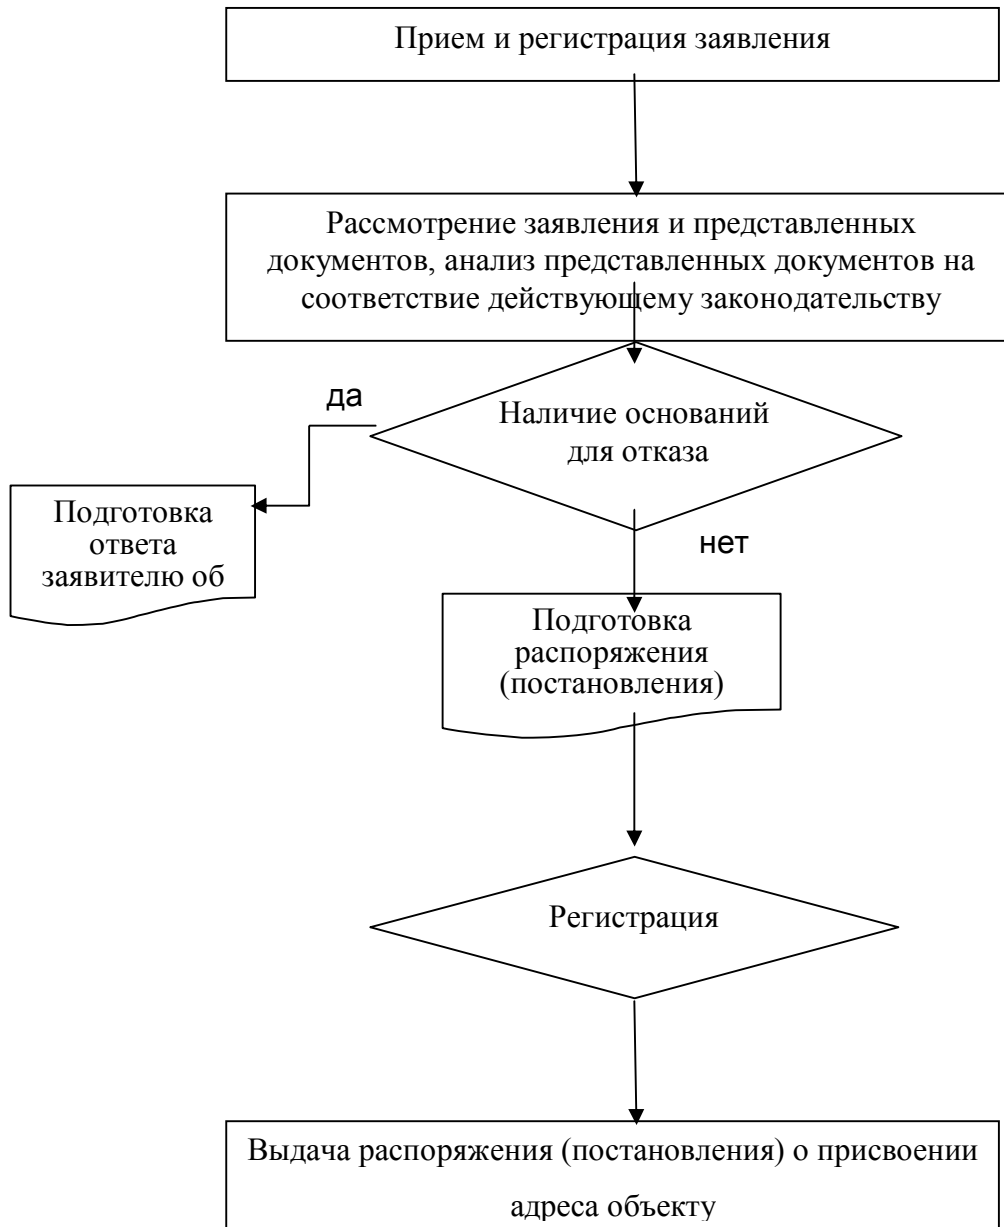 Прием и регистрация заявления
Рассмотрение заявления и представленных
документов, анализ представленных документов на
соответствие действующему законодательству
да
Наличие оснований
для отказа
Подготовка
ответа
заявителю об
нет
Подготовка
распоряжения
(постановления)
Регистрация
Выдача распоряжения (постановления) о присвоении
адреса объекту